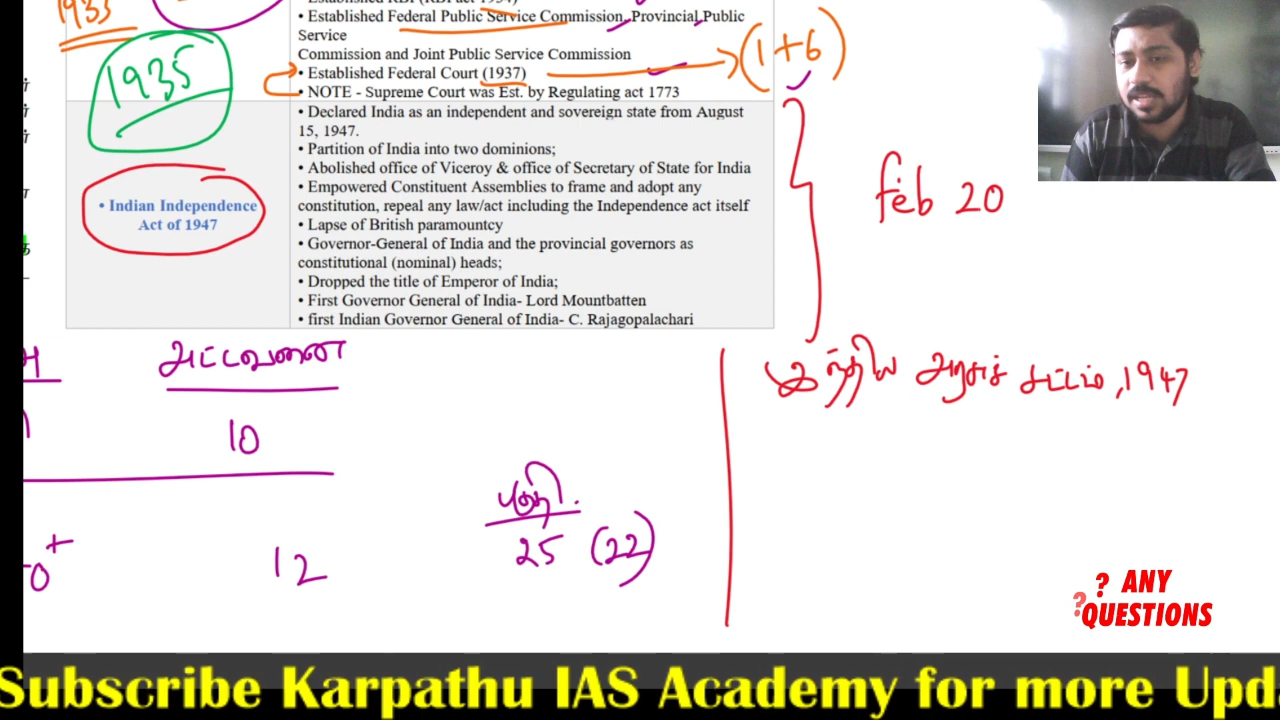 1935
• Established Federal Public Service Commission, Provincial Public
Service
Commission and Joint Public Service Commission
• Established Federal Court (1937)
(1+6)
• NOTE - Supreme Court was Est. by Regulating act 1773
1935
• Indian Independence
Act of 1947
• Declared India as an independent and sovereign state from August
15, 1947.
• Partition of India into two dominions;
• Abolished office of Viceroy & office of Secretary of State for India
• Empowered Constituent Assemblies to frame and adopt any
constitution, repeal any law/act including the Independence act itself
• Lapse of British paramountcy
• Governor-General of India and the provincial governors as
constitutional (nominal) heads;
• Dropped the title of Emperor of India;
• First Governor General of India- Lord Mountbatten
• first Indian Governor General of India- C. Rajagopalachari
Feb 20
அட்டவணை
10
12
பகுதி.
25 (22)
இந்திய அரசுச் சட்டம், 1947
? ANY
? QUESTIONS
Subscribe Karpathu IAS Academy for more Upd